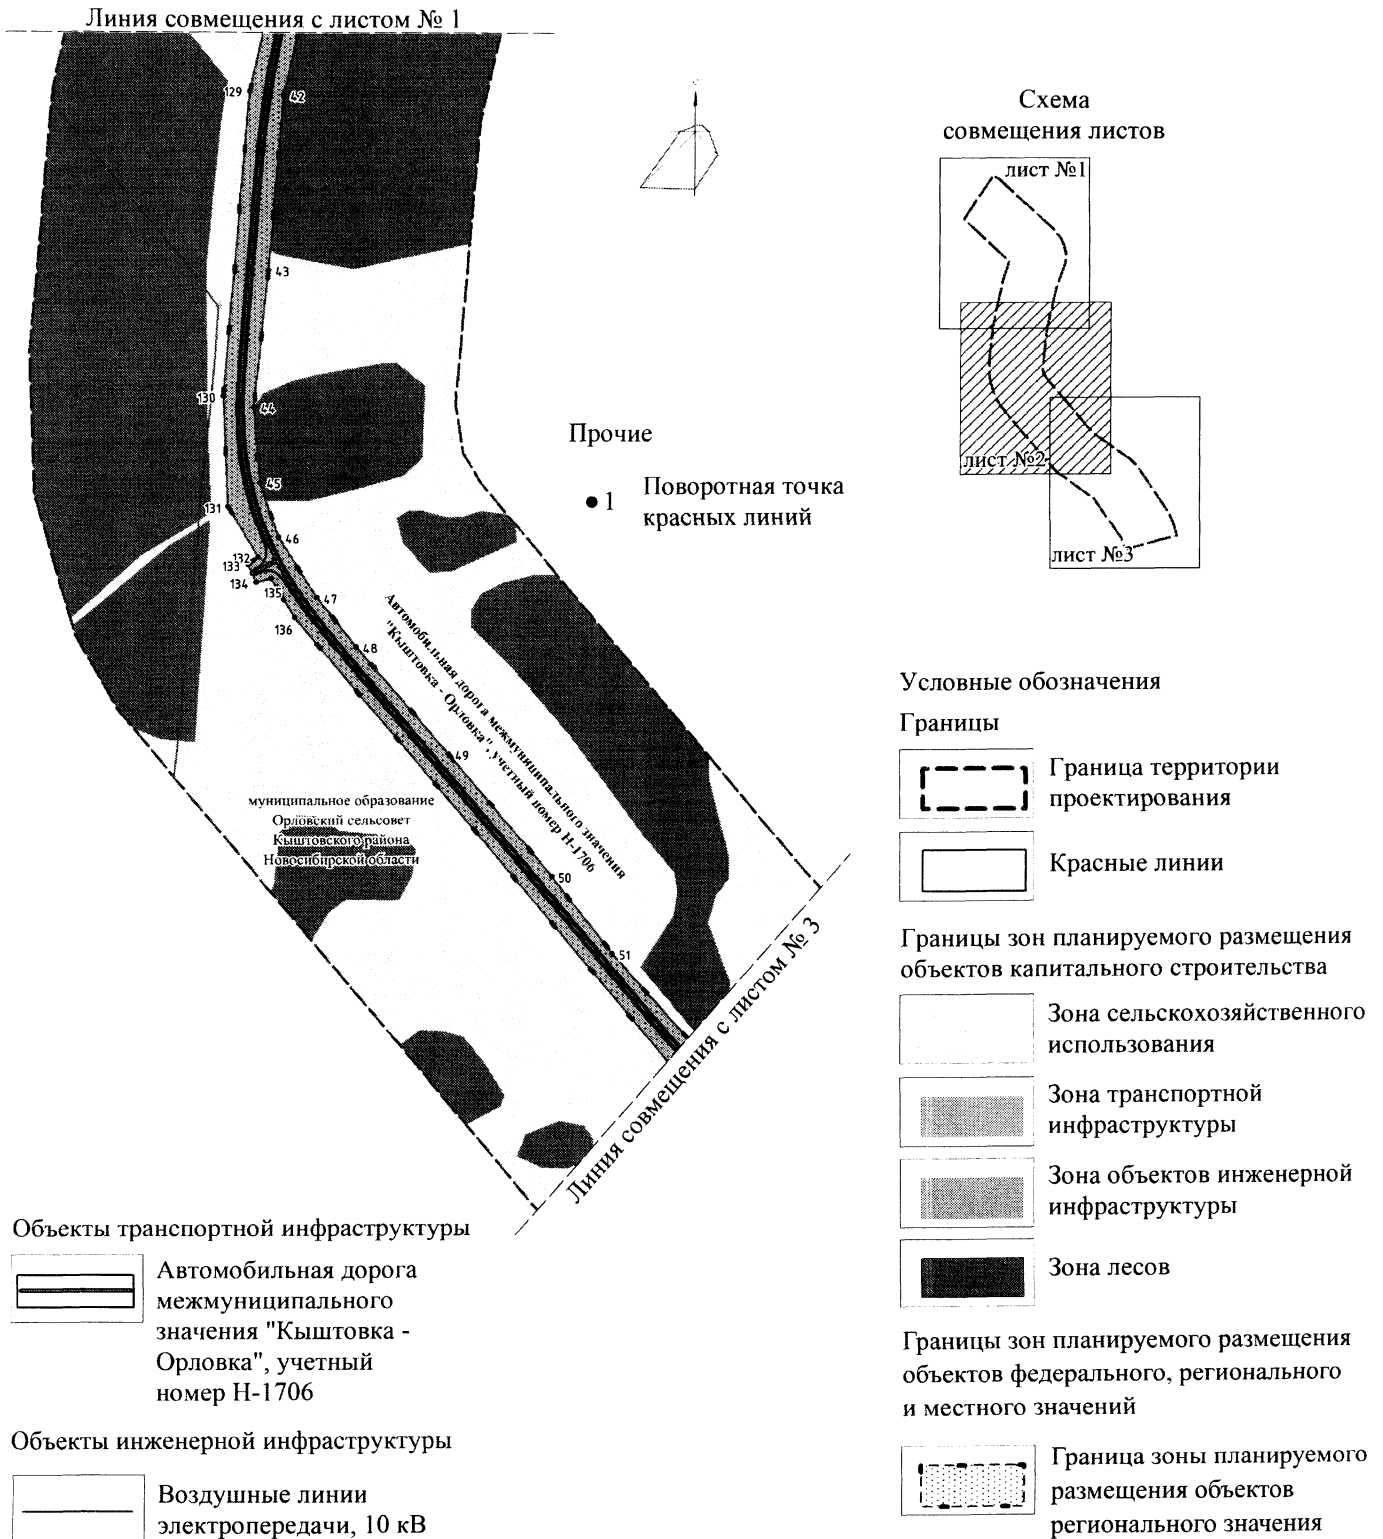 Линия совмещения с листом № 1
129
42
43
130
44
45
131
46
132
133
134
135
47
136
48
49
50
51
Автомобильная дорога межмуниципального значения
"Кыштовка - Орловка", учетный номер Н-1706
муниципальное образование
Орловский сельсовет
Кыштовского района
Новосибирской области
Линия совмещения с листом № 3
Прочие
1
Поворотная точка
красных линий
Схема
совмещения листов
лист №1
лист №2
лист №3
Условные обозначения
Границы
Граница территории
проектирования
Красные линии
Границы зон планируемого размещения
объектов капитального строительства
Зона сельскохозяйственного
использования
Зона транспортной
инфраструктуры
Зона объектов инженерной
инфраструктуры
Зона лесов
Границы зон планируемого размещения
объектов федерального, регионального
и местного значений
Граница зоны планируемого
размещения объектов
регионального значения
Объекты транспортной инфраструктуры
Автомобильная дорога
межмуниципального
значения "Кыштовка -
Орловка", учетный
номер Н-1706
Объекты инженерной инфраструктуры
Воздушные линии
электропередачи, 10 кВ